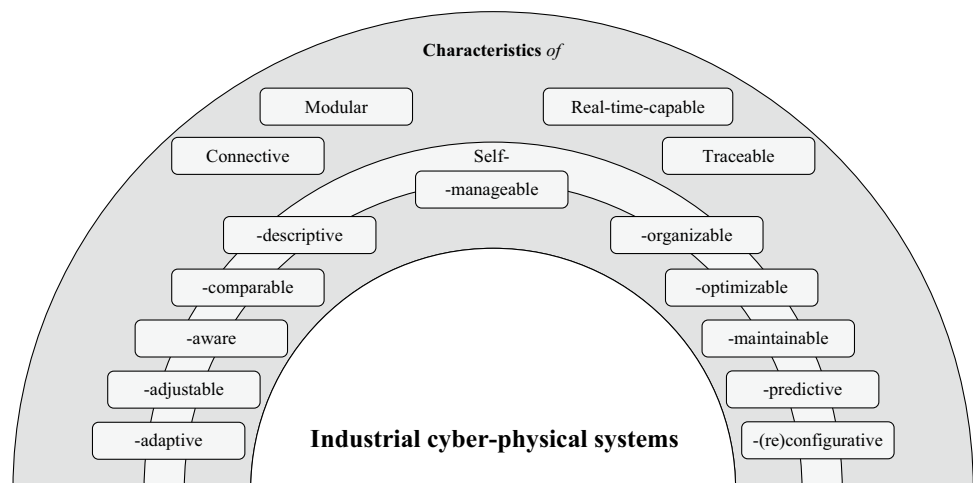 Characteristics of
Modular
Real-time-capable
Connective
Traceable
Self-
-manageable
-descriptive
-organizable
-comparable
-optimizable
-aware
-maintainable
-adjustable
-predictive
-adaptive
-(re)configurative
Industrial cyber-physical systems